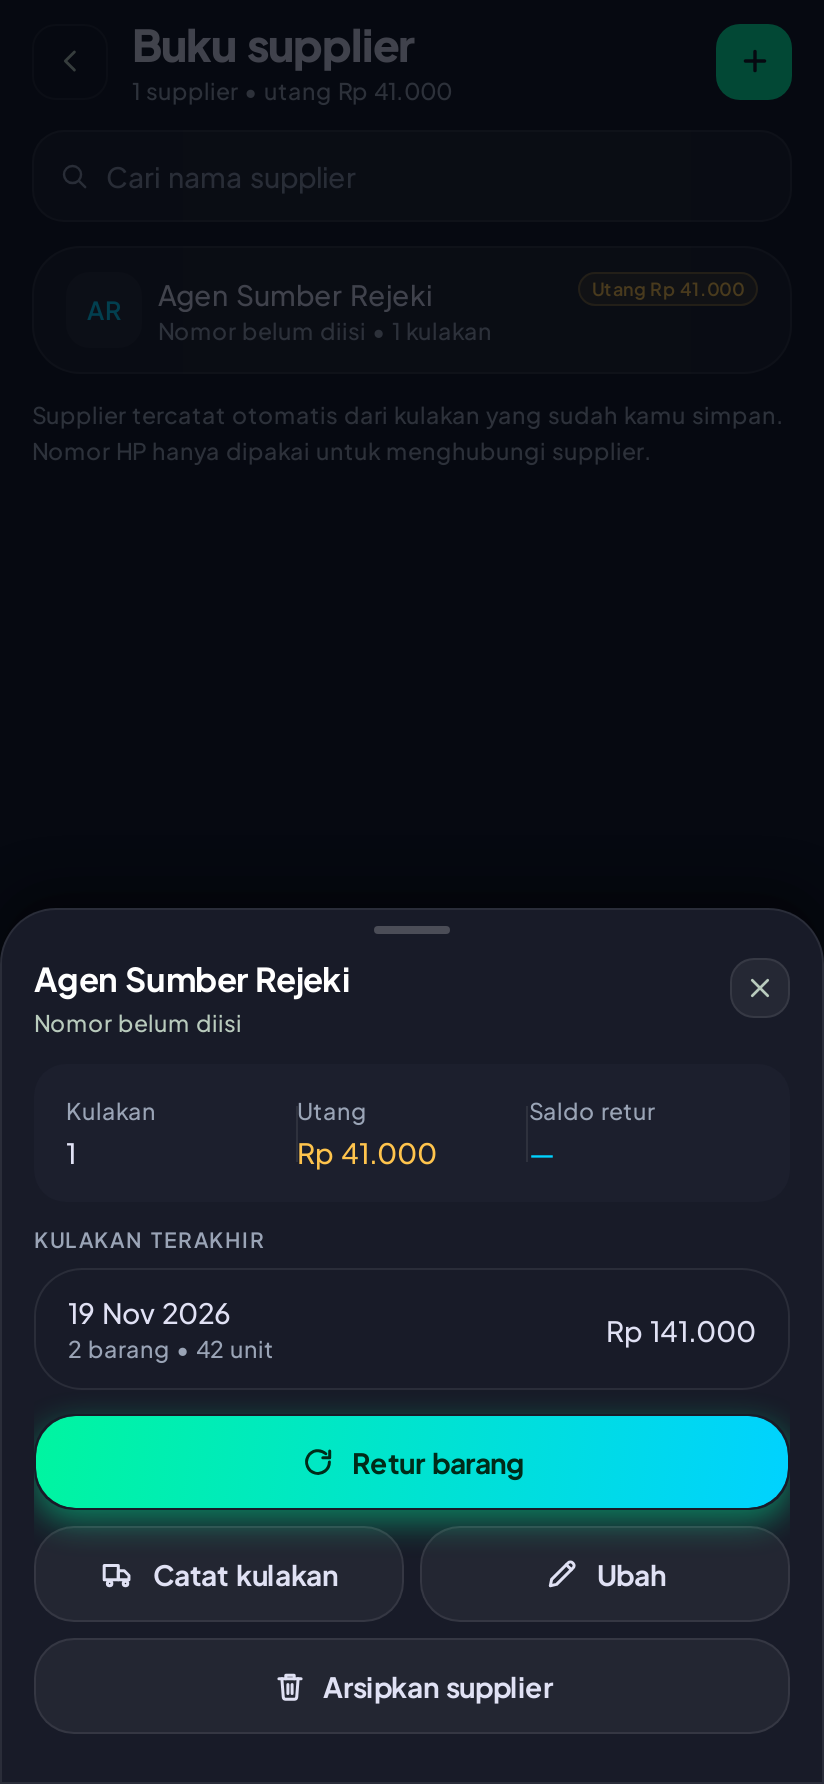 Buku supplier
1 supplier • utang Rp 41.000
Cari nama supplier
AR
Agen Sumber Rejeki
Utang Rp 41.000
Nomor belum diisi • 1 kulakan
Supplier tercatat otomatis dari kulakan yang sudah kamu simpan.
Nomor HP hanya dipakai untuk menghubungi supplier.
Agen Sumber Rejeki
Nomor belum diisi
Kulakan
1
Utang
Rp 41.000
Saldo retur
—
KULAKAN TERAKHIR
19 Nov 2026
2 barang • 42 unit
Rp 141.000
Retur barang
Catat kulakan
Ubah
Arsipkan supplier